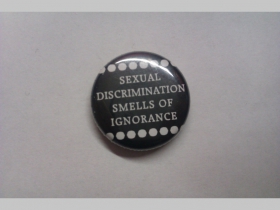 SEXUAL
DISCRIMINATION
SMELLS OF
IGNORANCE